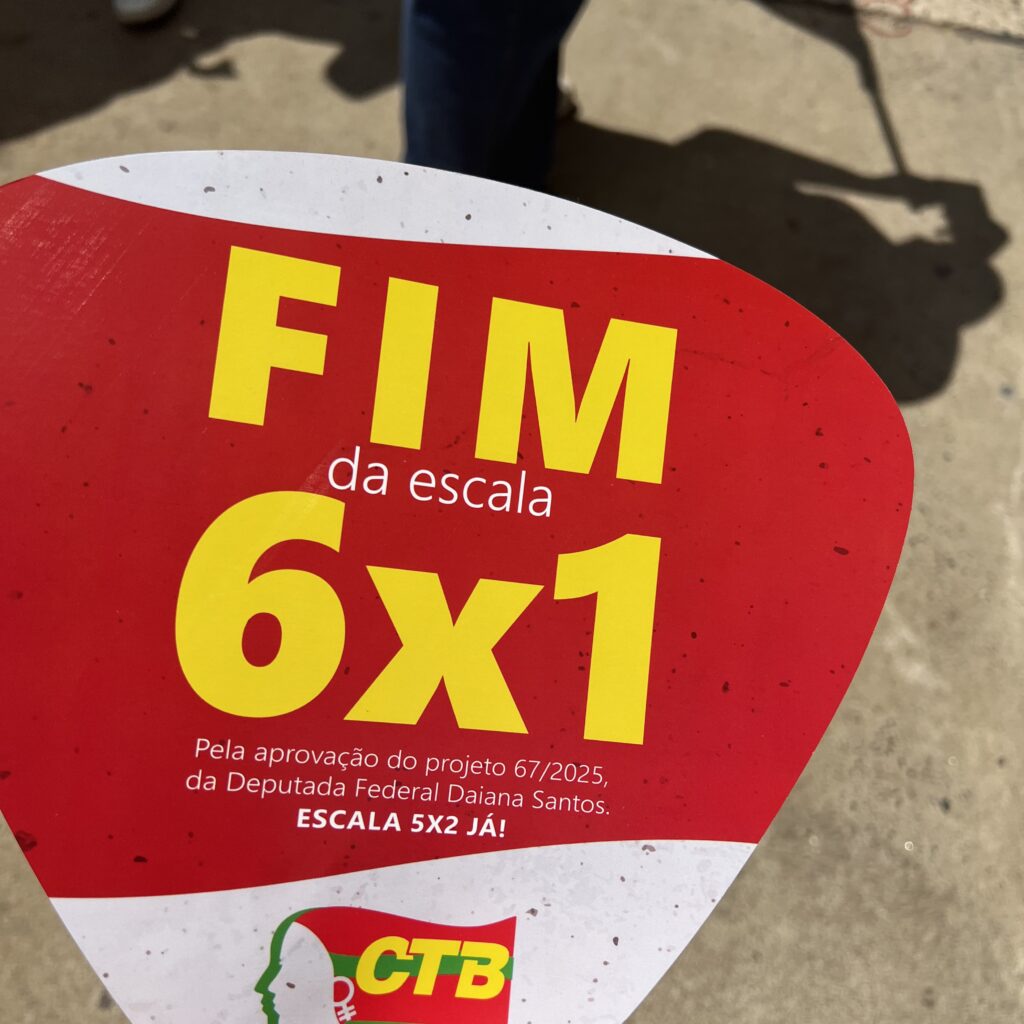 FIM
da escala
6x1
Pela aprovação do projeto 67/2025,
da Deputada Federal Daiana Santos.
ESCALA 5X2 JÁ!
CTB